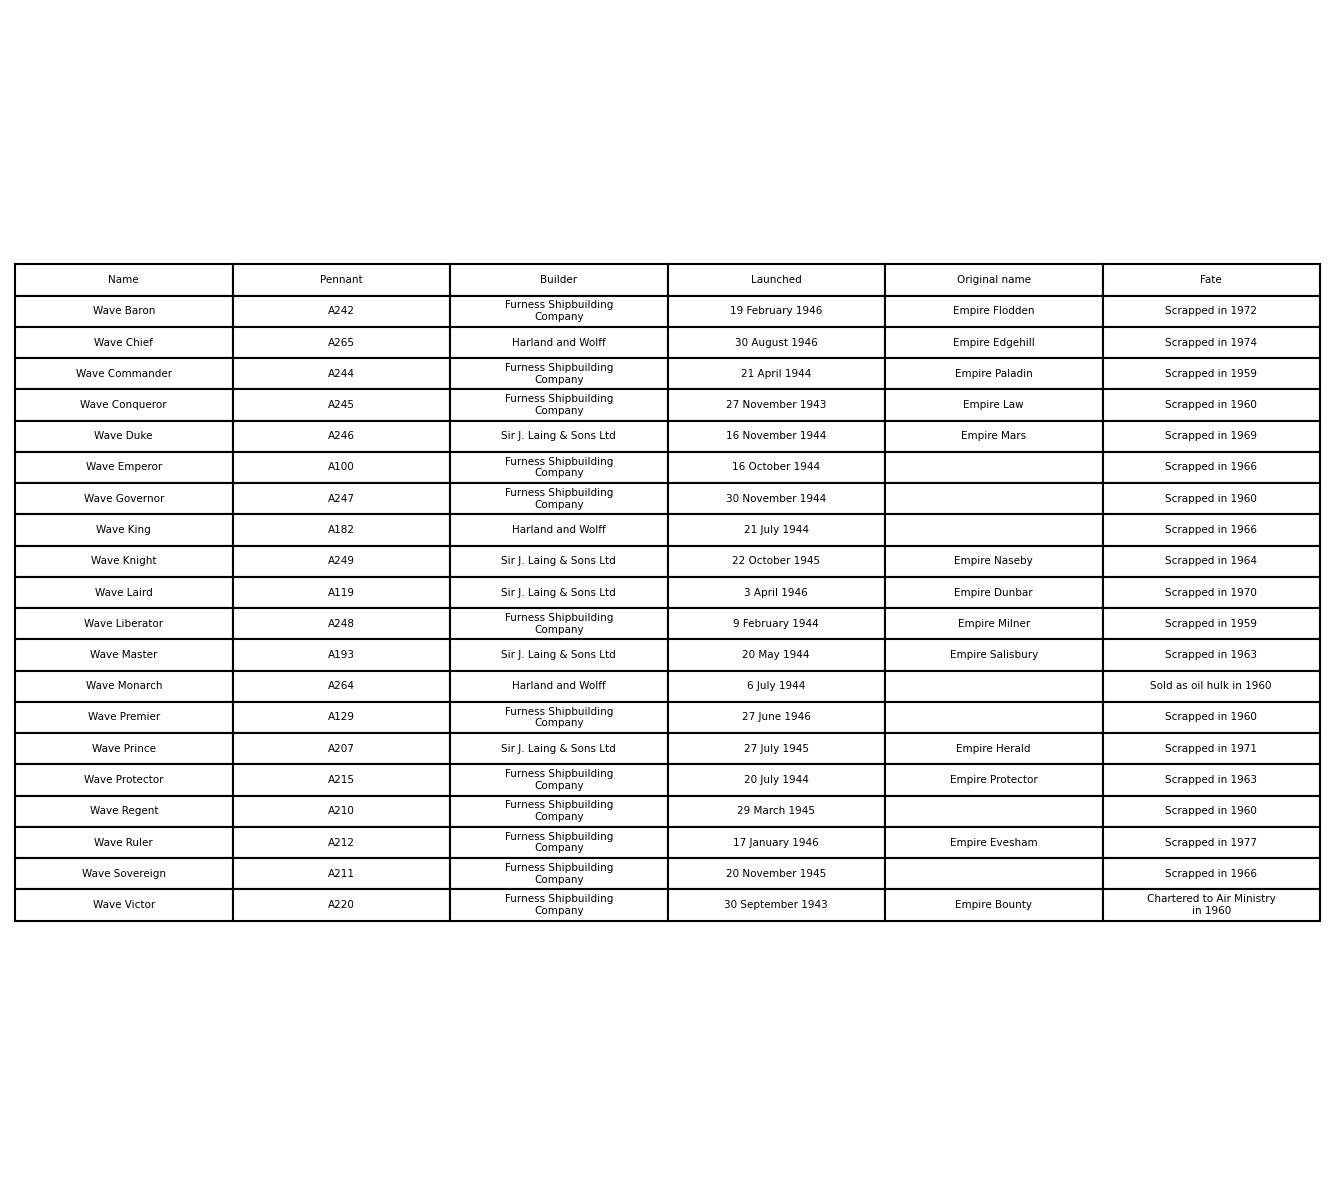 Name Pennant Builder Launched Original name Fate
Wave Baron A242 Furness Shipbuilding Company 19 February 1946 Empire Flodden Scrapped in 1972
Wave Chief A265 Harland and Wolff 30 August 1946 Empire Edgehill Scrapped in 1974
Wave Commander A244 Furness Shipbuilding Company 21 April 1944 Empire Paladin Scrapped in 1959
Wave Conqueror A245 Furness Shipbuilding Company 27 November 1943 Empire Law Scrapped in 1960
Wave Duke A246 Sir J. Laing & Sons Ltd 16 November 1944 Empire Mars Scrapped in 1969
Wave Emperor A100 Furness Shipbuilding Company 16 October 1944 Scrapped in 1966
Wave Governor A247 Furness Shipbuilding Company 30 November 1944 Scrapped in 1960
Wave King A182 Harland and Wolff 21 July 1944 Scrapped in 1966
Wave Knight A249 Sir J. Laing & Sons Ltd 22 October 1945 Empire Naseby Scrapped in 1964
Wave Laird A119 Sir J. Laing & Sons Ltd 3 April 1946 Empire Dunbar Scrapped in 1970
Wave Liberator A248 Furness Shipbuilding Company 9 February 1944 Empire Milner Scrapped in 1959
Wave Master A193 Sir J. Laing & Sons Ltd 20 May 1944 Empire Salisbury Scrapped in 1963
Wave Monarch A264 Harland and Wolff 6 July 1944 Sold as oil hulk in 1960
Wave Premier A129 Furness Shipbuilding Company 27 June 1946 Scrapped in 1960
Wave Prince A207 Sir J. Laing & Sons Ltd 27 July 1945 Empire Herald Scrapped in 1971
Wave Protector A215 Furness Shipbuilding Company 20 July 1944 Empire Protector Scrapped in 1963
Wave Regent A210 Furness Shipbuilding Company 29 March 1945 Scrapped in 1960
Wave Ruler A212 Furness Shipbuilding Company 17 January 1946 Empire Evesham Scrapped in 1977
Wave Sovereign A211 Furness Shipbuilding Company 20 November 1945 Scrapped in 1966
Wave Victor A220 Furness Shipbuilding Company 30 September 1943 Empire Bounty Chartered to Air Ministry in 1960